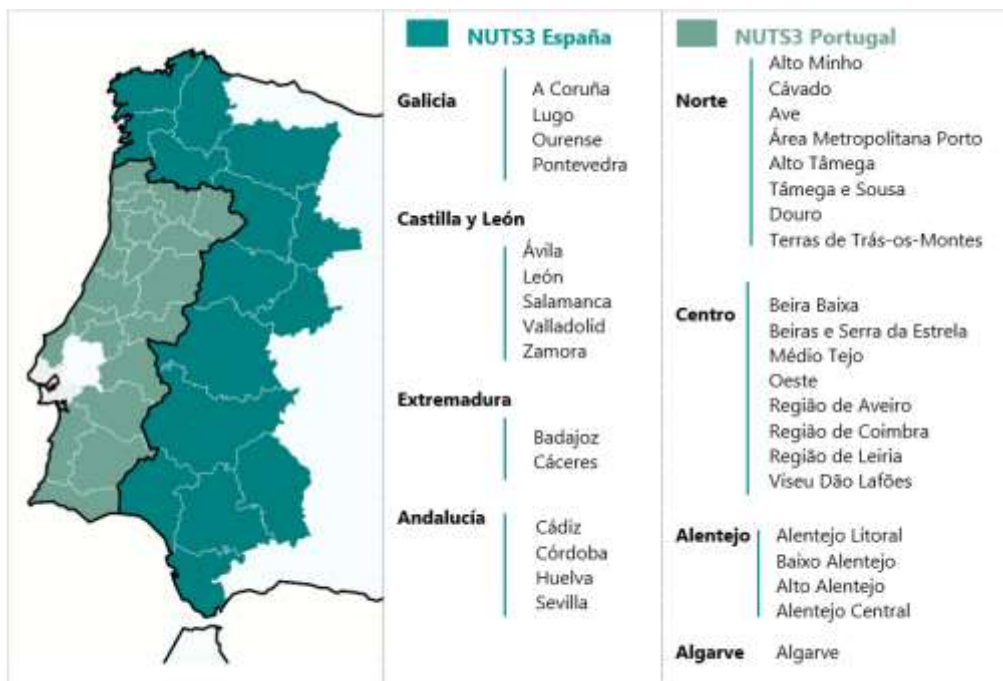 NUTS3 España
Galicia
A Coruña
Lugo
Ourense
Pontevedra
Castilla y León
Ávila
León
Salamanca
Valladolid
Zamora
Extremadura
Badajoz
Cáceres
Andalucía
Cádiz
Córdoba
Huelva
Sevilla
NUTS3 Portugal
Norte
Alto Minho
Cávado
Ave
Área Metropolitana Porto
Alto Tâmega
Tâmega e Sousa
Douro
Terras de Trás-os-Montes
Centro
Beira Baixa
Beiras e Serra da Estrela
Médio Tejo
Oeste
Região de Aveiro
Região de Coimbra
Região de Leiria
Viseu Dão Lafões
Alentejo
Alentejo Litoral
Baixo Alentejo
Alto Alentejo
Alentejo Central
Algarve
Algarve